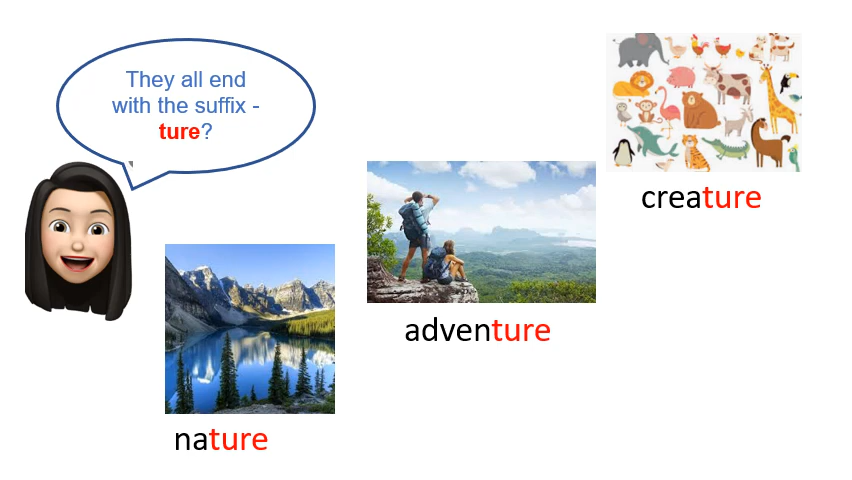 They all end
with the suffix -
ture?
creature
adventure
nature